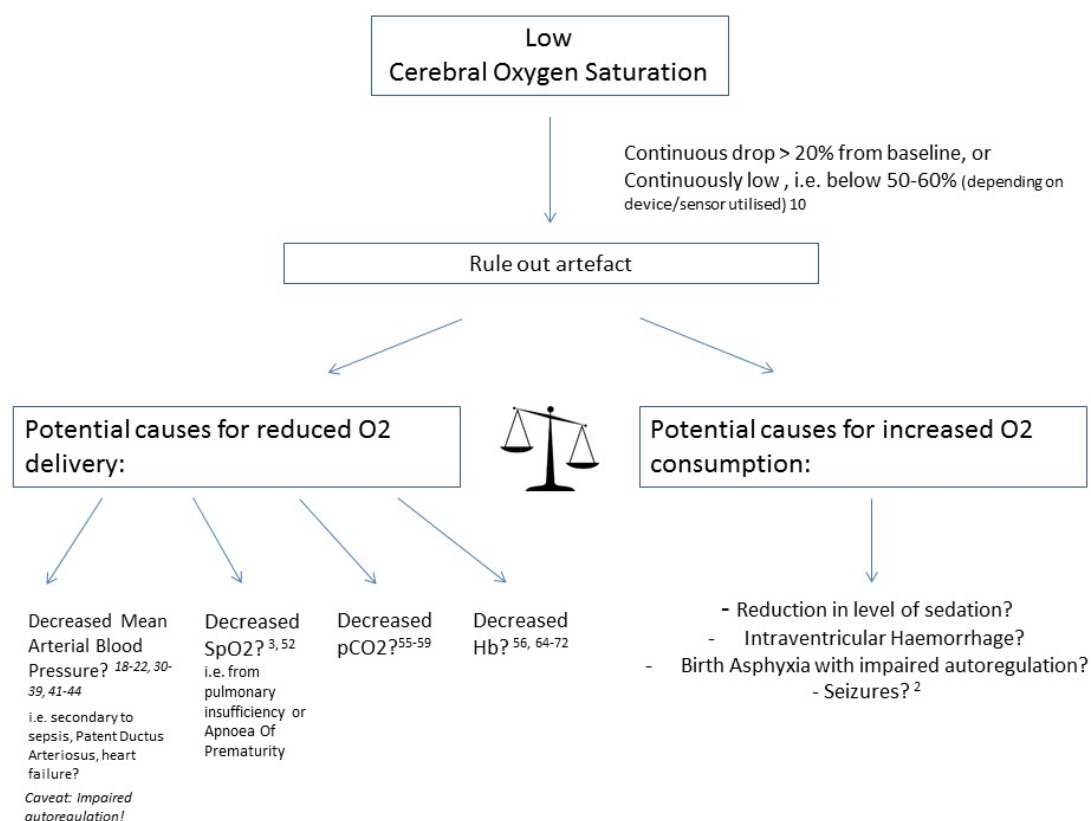 Low
Cerebral Oxygen Saturation
Continuous drop > 20% from baseline, or
Continuously low , i.e. below 50-60% (depending on
device/sensor utilised) 10
Rule out artefact
Potential causes for reduced O2
delivery:
Potential causes for increased O2
consumption:
Decreased Mean
Arterial Blood
Pressure? 18-22, 30-
39, 41-44
i.e. secondary to
sepsis, Patent Ductus
Arteriosus, heart
failure?
Caveat: Impaired
autoregulation!
Decreased
SpO2? 3, 52
i.e. from
pulmonary
insufficiency or
Apnoea Of
Prematurity
Decreased
pCO2?55-59
Decreased
Hb? 56, 64-72
- Reduction in level of sedation?
- Intraventricular Haemorrhage?
- Birth Asphyxia with impaired autoregulation?
- Seizures? 2